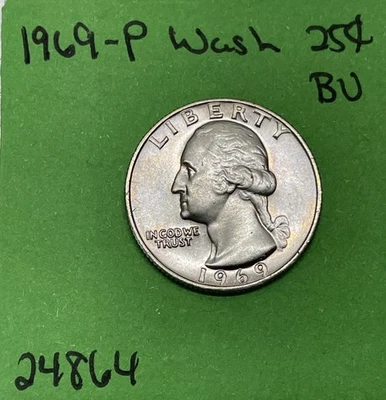 1969-P Wash 25¢
BU
LIBERTY
IN GOD WE
TRUST
1969
24864